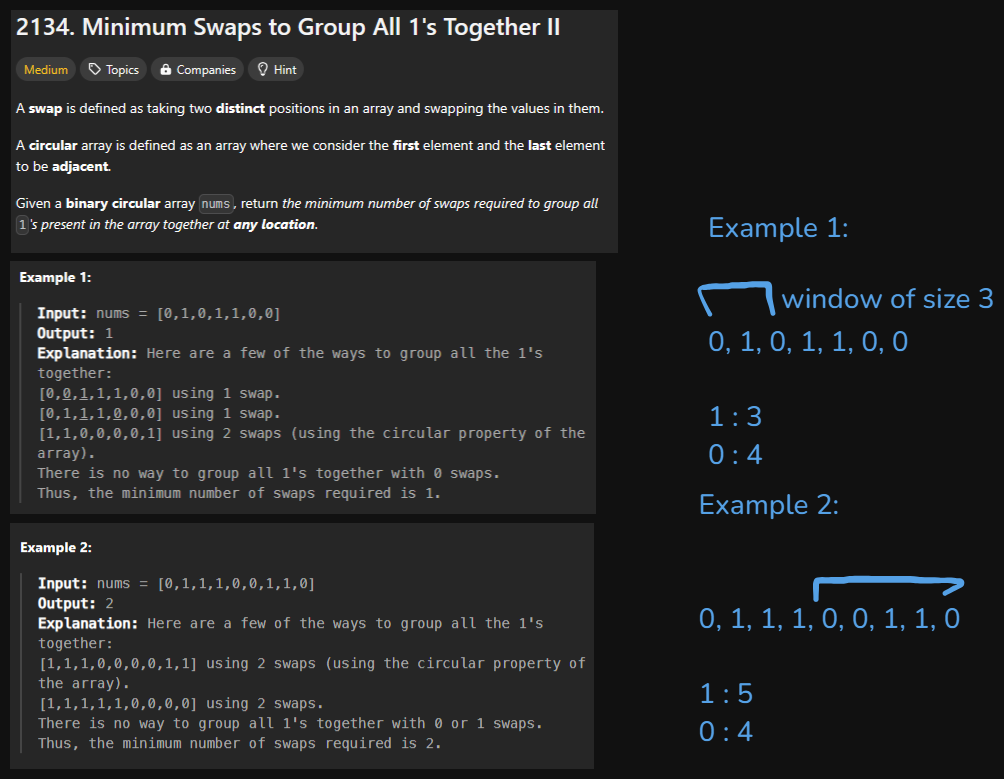 2134. Minimum Swaps to Group All 1's Together II
Medium Topics Companies Hint
A swap is defined as taking two distinct positions in an array and swapping the values in them.
A circular array is defined as an array where we consider the first element and the last element
to be adjacent.
Given a binary circular array nums, return the minimum number of swaps required to group all
1's present in the array together at any location.
Example 1:
Input: nums = [0,1,0,1,1,0,0]
Output: 1
Explanation: Here are a few of the ways to group all the 1's
together:
[0,0,1,1,1,0,0] using 1 swap.
[0,1,1,1,0,0,0] using 1 swap.
[1,1,0,0,0,0,1] using 2 swaps (using the circular property of the
array).
There is no way to group all 1's together with 0 swaps.
Thus, the minimum number of swaps required is 1.
Example 2:
Input: nums = [0,1,1,1,0,0,1,1,0]
Output: 2
Explanation: Here are a few of the ways to group all the 1's
together:
[1,1,1,0,0,0,0,1,1] using 2 swaps (using the circular property of
the array).
[1,1,1,1,1,0,0,0,0] using 2 swaps.
There is no way to group all 1's together with 0 or 1 swaps.
Thus, the minimum number of swaps required is 2.
Example 1:
window of size 3
0, 1, 0, 1, 1, 0, 0
1 : 3
0 : 4
Example 2:
0, 1, 1, 1, 0, 0, 1, 1, 0
1 : 5
0 : 4